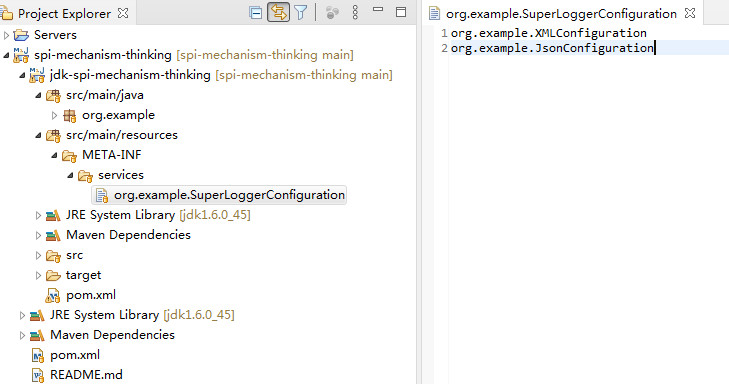 Project Explorer
Servers
spi-mechanism-thinking [spi-mechanism-thinking main]
jdk-spi-mechanism-thinking [spi-mechanism-thinking main]
src/main/java
org.example
src/main/resources
META-INF
services
org.example.SuperLoggerConfiguration
JRE System Library [jdk1.6.0_45]
Maven Dependencies
src
target
pom.xml
JRE System Library [jdk1.6.0_45]
Maven Dependencies
pom.xml
README.md
org.example.SuperLoggerConfiguration
1 org.example.XMLConfiguration
2 org.example.JsonConfiguration